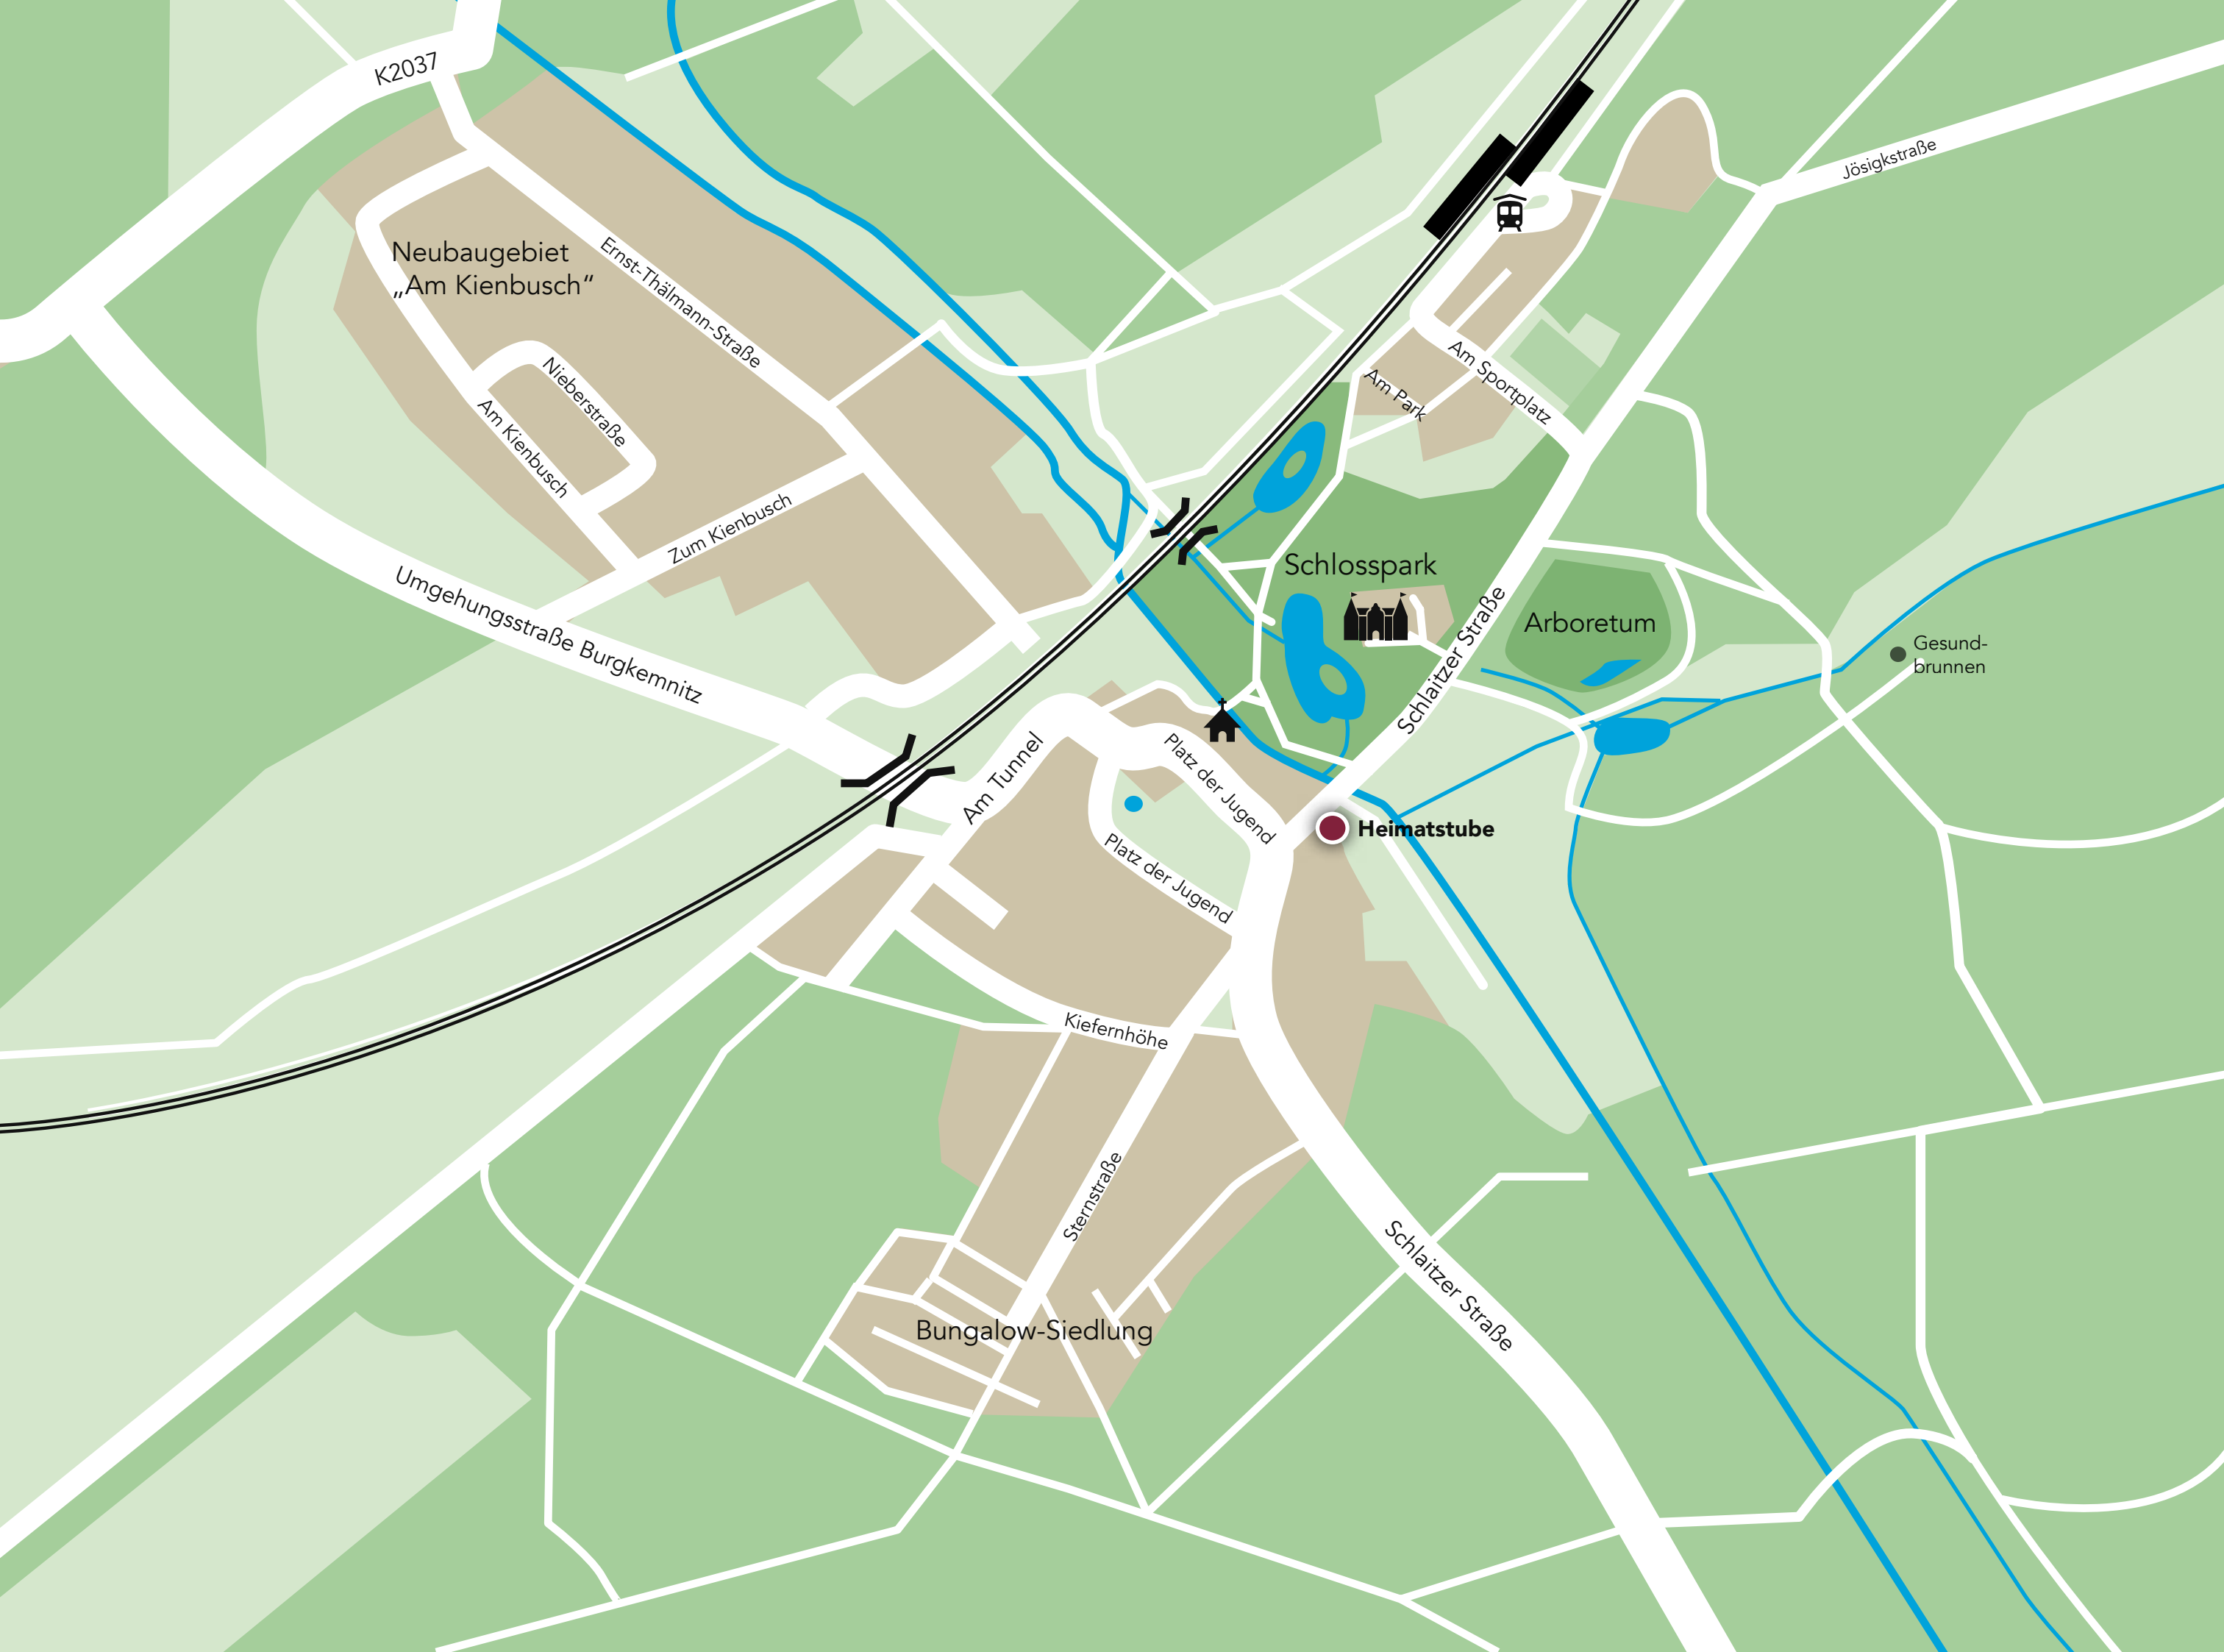 K2037
Jösigkstraße
Neubaugebiet
„Am Kienbusch“
Ernst-Thälmann-Straße
Nieberstraße
Am Kienbusch
Am Sportplatz
Am Park
Zum Kienbusch
Umgehungsstraße Burgkemnitz
Schlosspark
Arboretum
Schlaitzer Straße
Gesund-
brunnen
Am Tunnel
Platz der Jugend
Heimatstube
Platz der Jugend
Kiefernhöhe
Sternstraße
Schlaitzer Straße
Bungalow-Siedlung